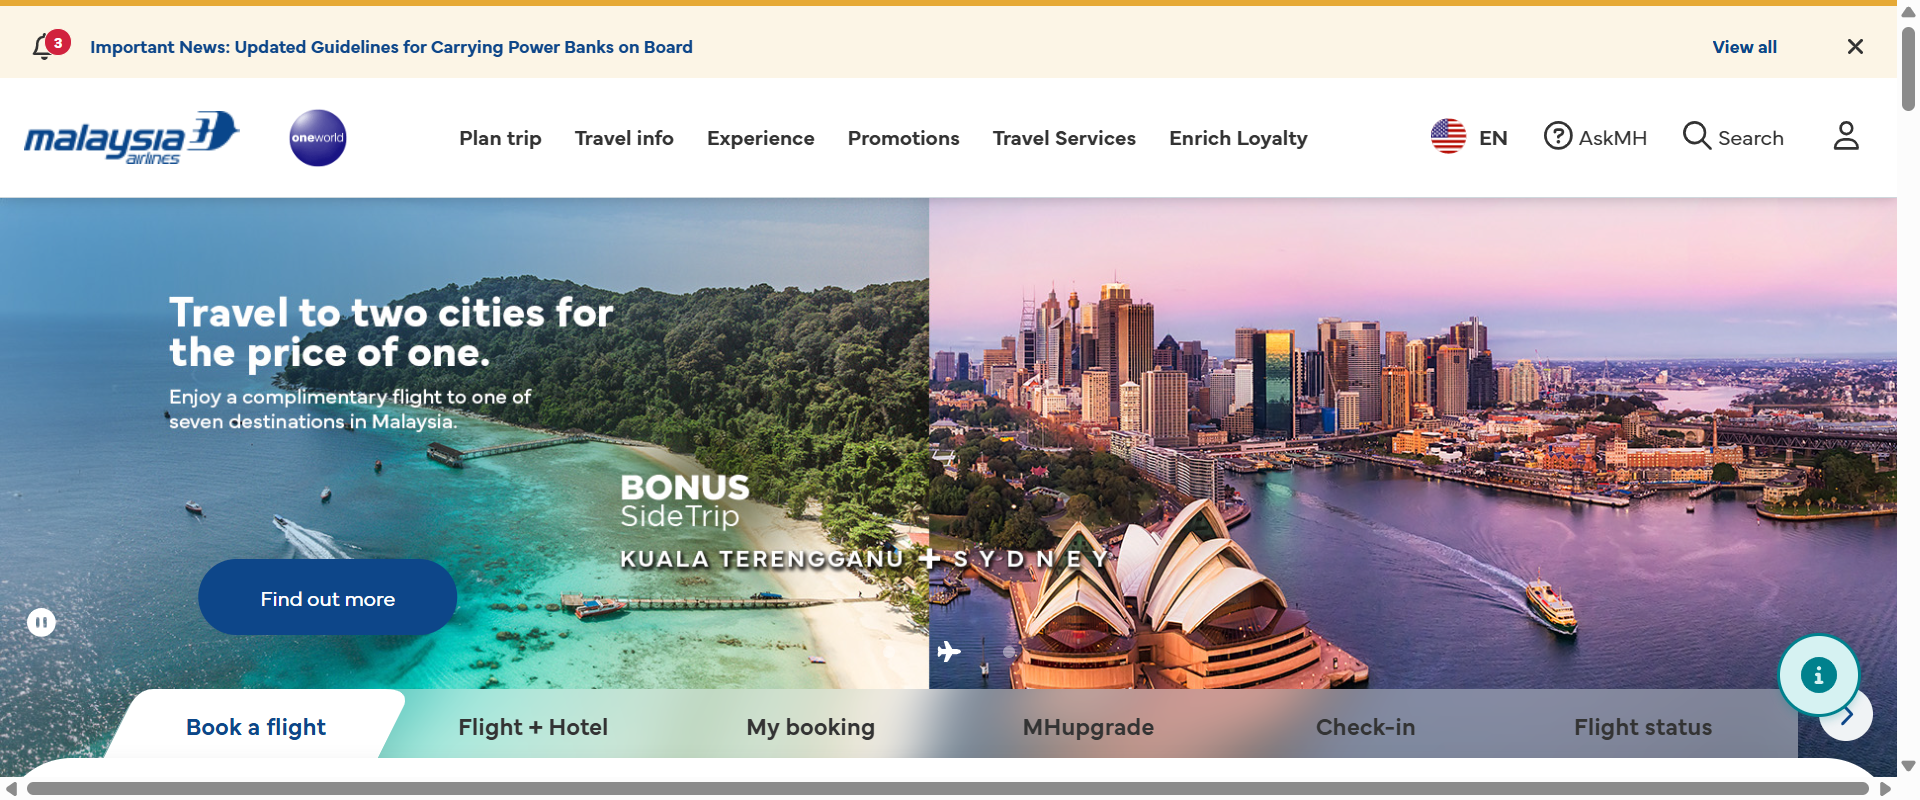 3
Important News: Updated Guidelines for Carrying Power Banks on Board
View all
malaysia
airlines
oneworld
Plan trip
Travel info
Experience
Promotions
Travel Services
Enrich Loyalty
EN
AskMH
Search
Travel to two cities for
the price of one.
Enjoy a complimentary flight to one of
seven destinations in Malaysia.
BONUS
SideTrip
KUALA TERENGGANU + SYDNEY
Find out more
Book a flight
Flight + Hotel
My booking
MHupgrade
Check-in
Flight status